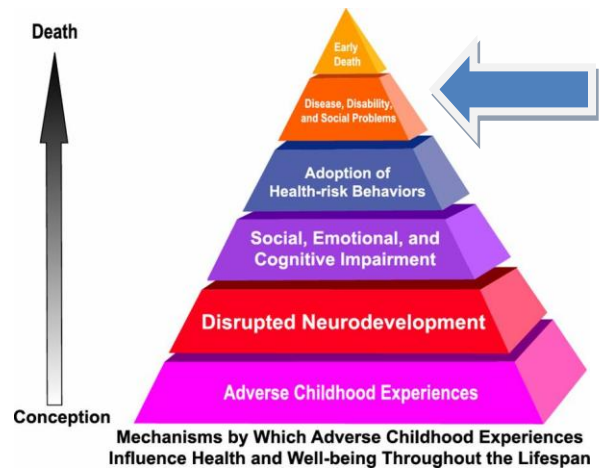 Death
Early
Death
Disease, Disability,
and Social Problems
Adoption of
Health-risk Behaviors
Social, Emotional, and
Cognitive Impairment
Disrupted Neurodevelopment
Adverse Childhood Experiences
Conception
Mechanisms by Which Adverse Childhood Experiences
Influence Health and Well-being Throughout the Lifespan